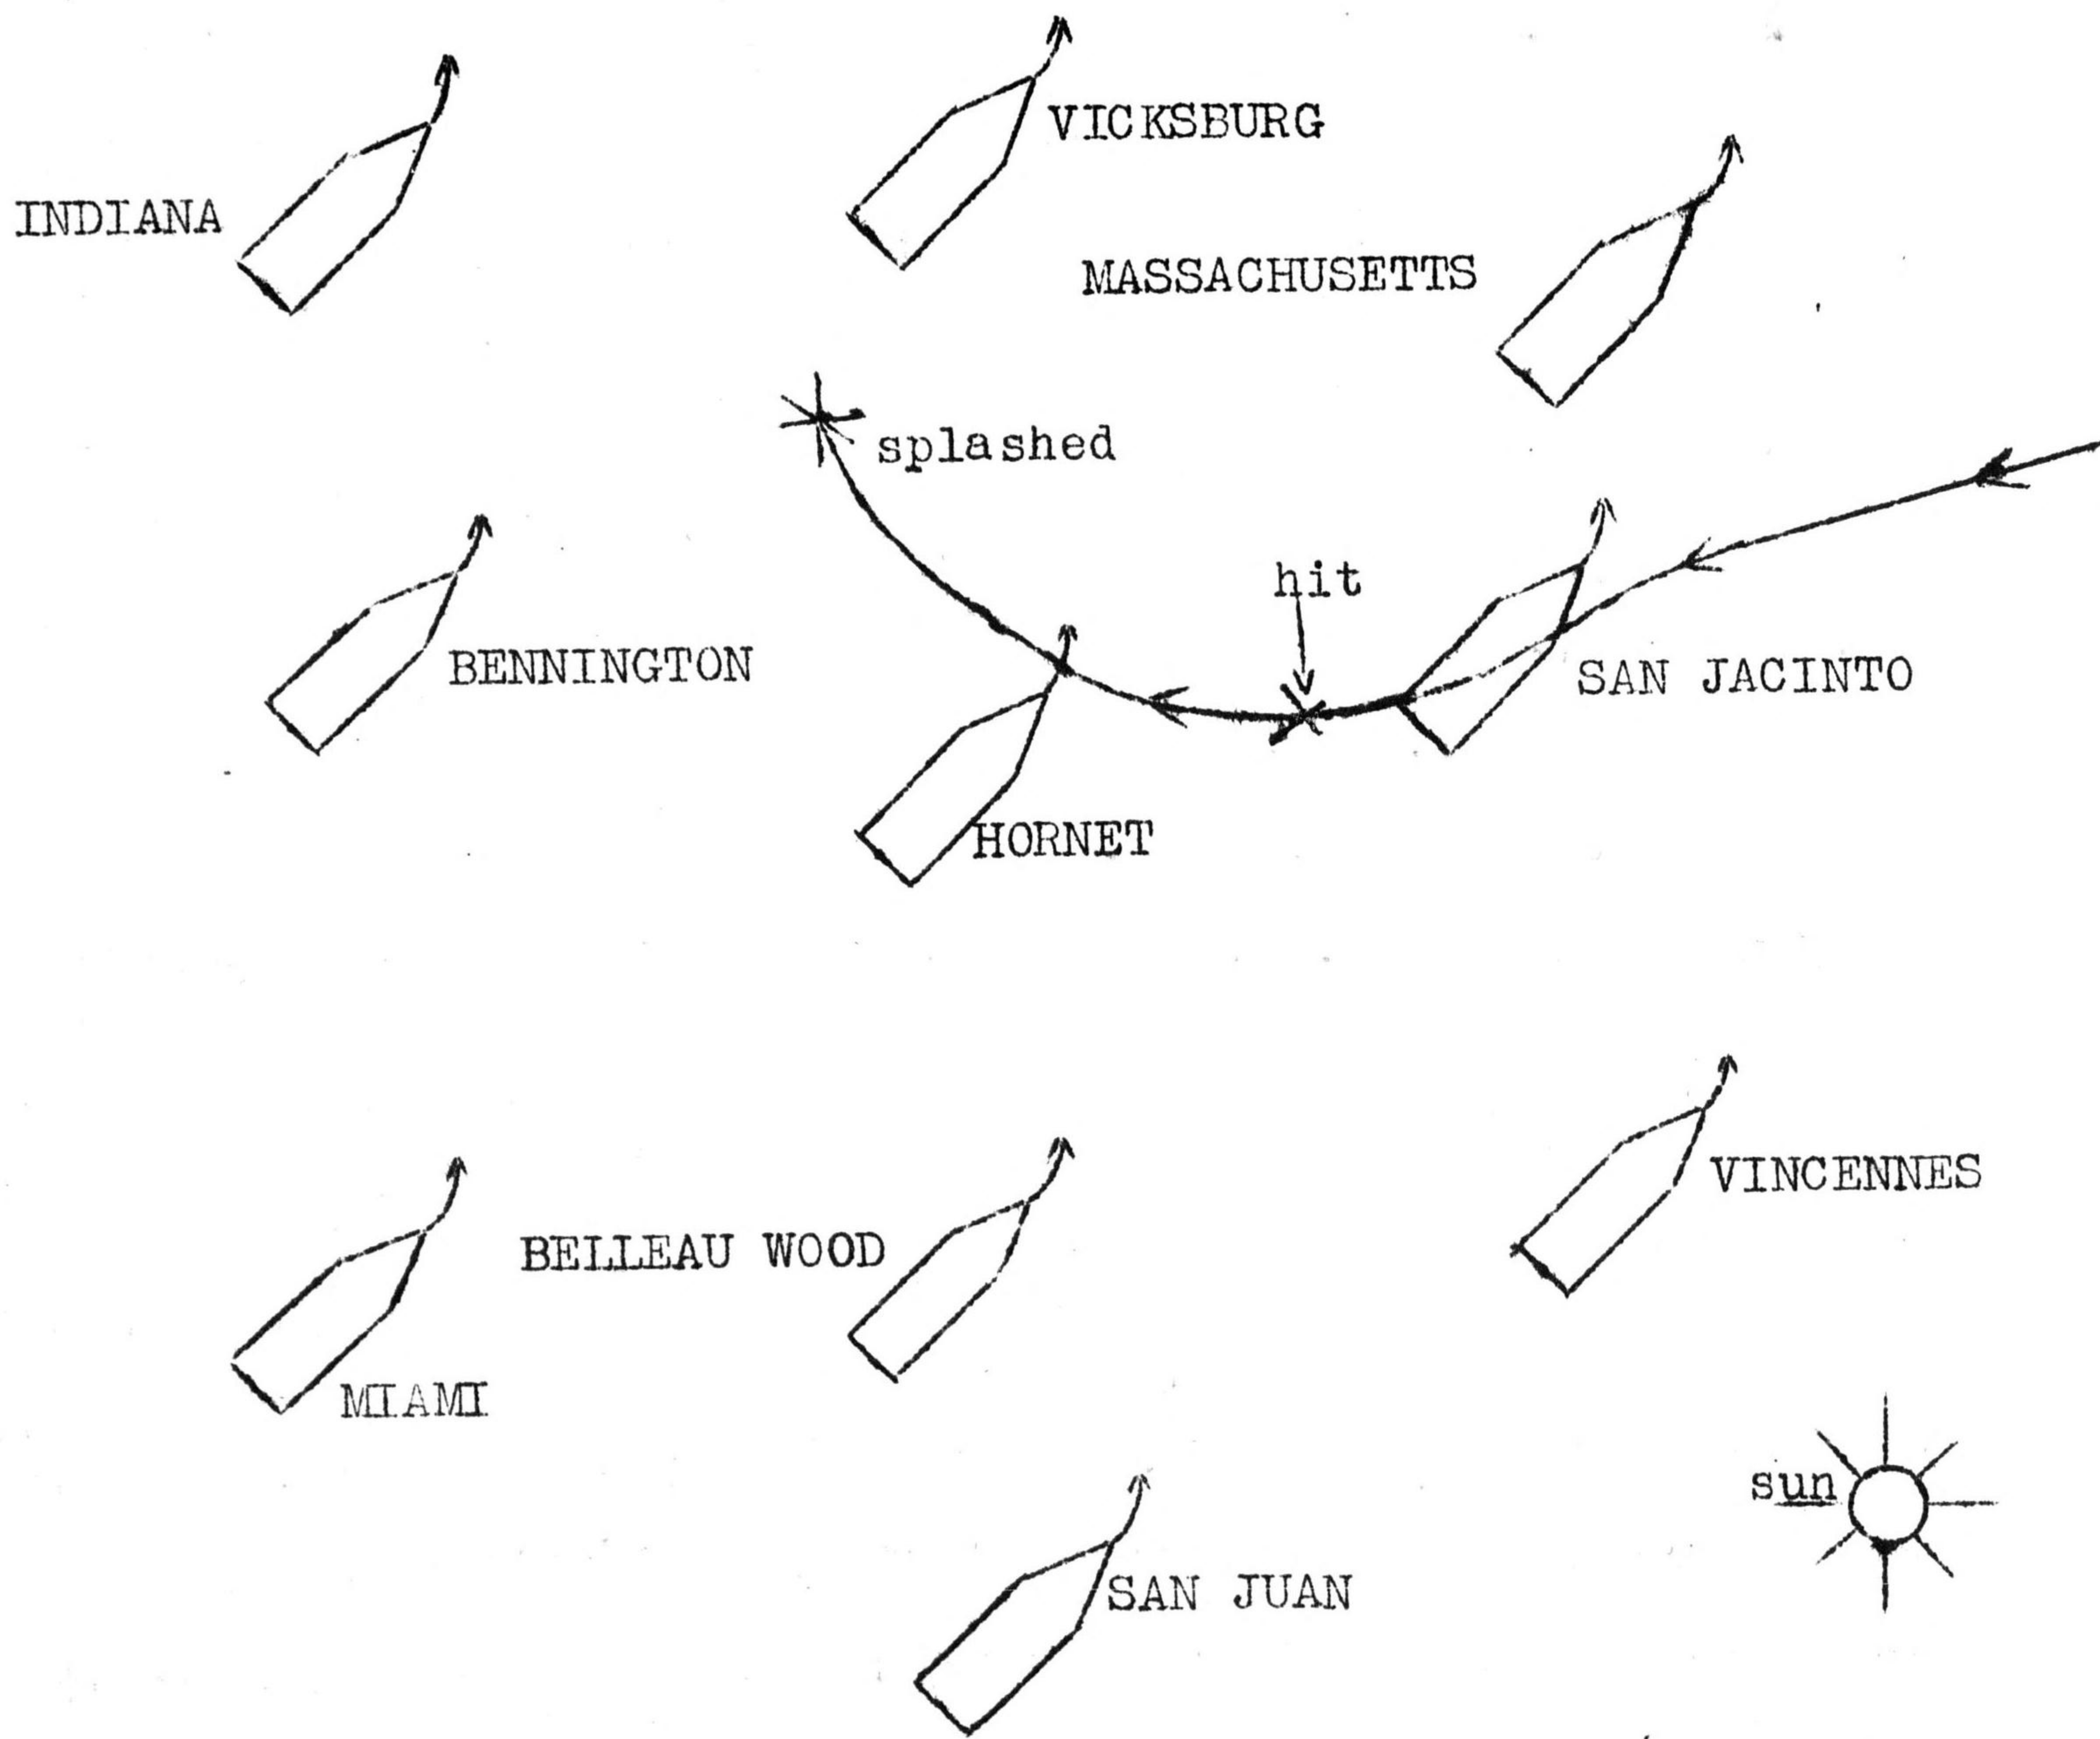 VICKSBURG
INDIANA
MASSACHUSETTS
splashed
hit
BENNINGTON
SAN JACINTO
HORNET
VINCENNES
BELLEAU WOOD
MIAMI
sun
SAN JUAN